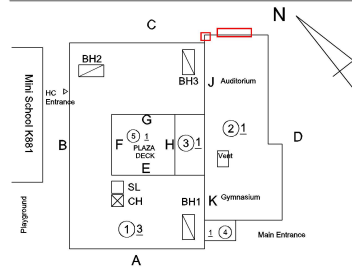 N
C
BH2
BH3
J Auditorium
HC
Entrance
Mini School K881
G
5 1
F PLAZA
DECK
H
3 1
2 1
E
B
D
Vent
SL
CH
BH1
K Gymnasium
Playground
1 3
1 4
Main Entrance
A